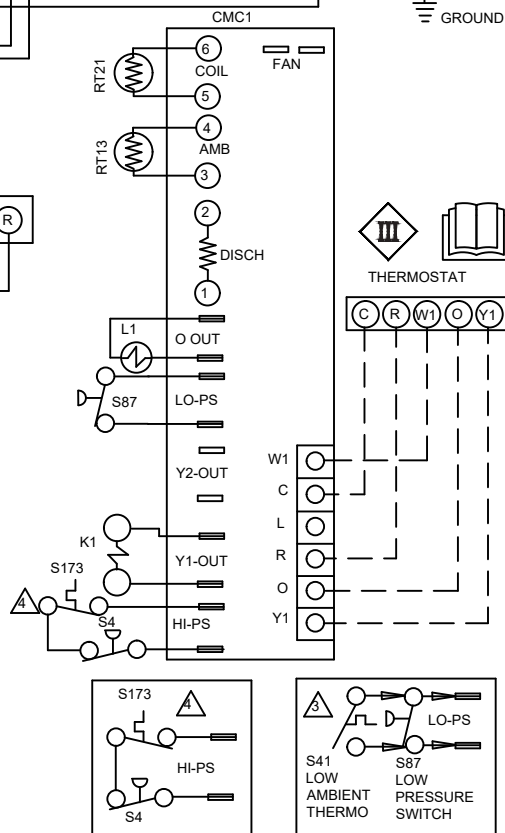 GROUND
CMC1
6
COIL
FAN
RT21
5
4
AMB
RT13
3
R
2
DISCH
1
III
THERMOSTAT
C R W1 O Y1
L1
O OUT
S87
LO-PS
Y2-OUT
W1
C
L
R
O
Y1
K1
Y1-OUT
S173
4
S4
HI-PS
S173
4
HI-PS
S4
3
LO-PS
S41
LOW
AMBIENT
THERMO
S87
LOW
PRESSURE
SWITCH